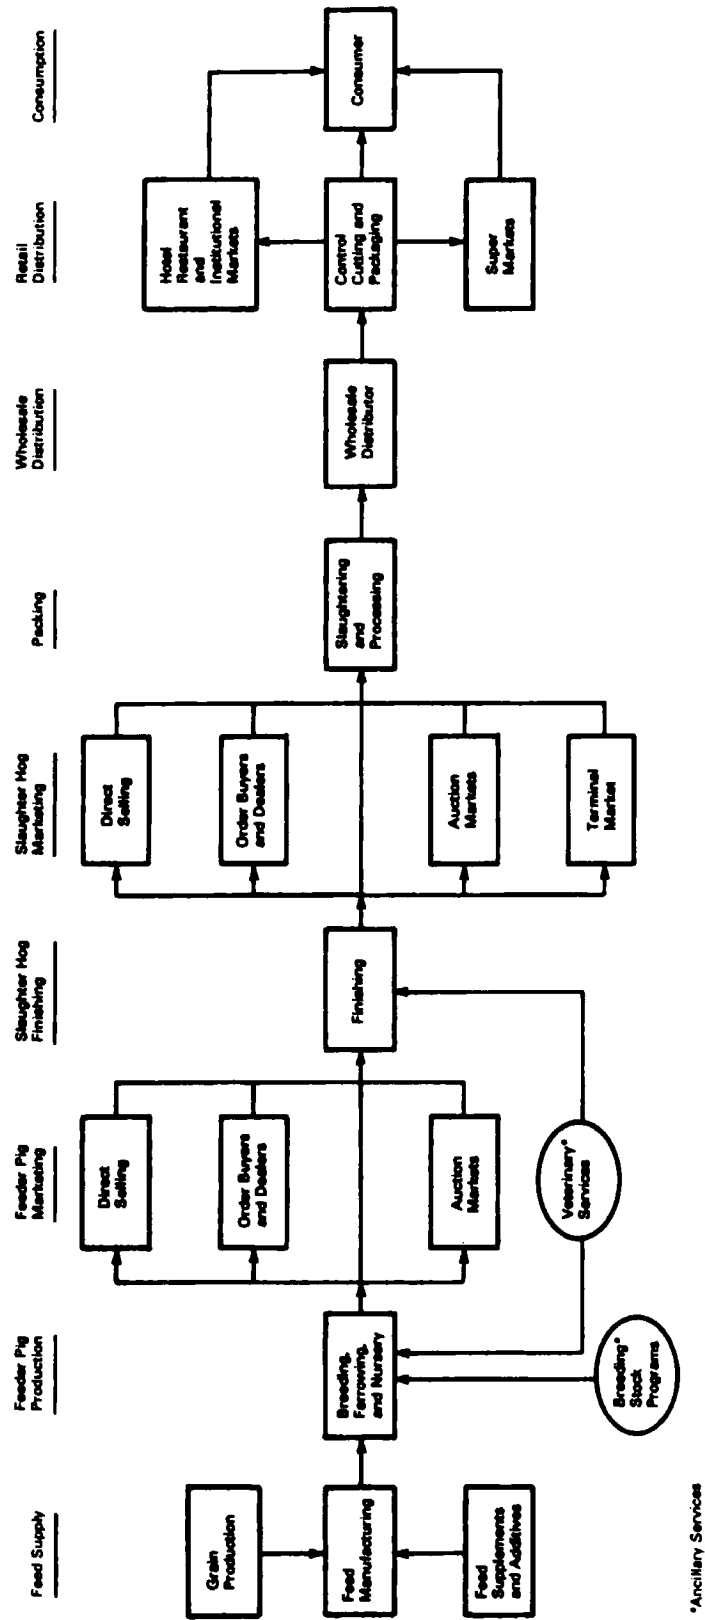 Feed Supply
Feeder Pig
Production
Feeder Pig
Marketing
Slaughter Hog
Finishing
Slaughter Hog
Marketing
Packing
Wholesale
Distribution
Retail
Distribution
Consumption
Grain
Production
Feed
Manufacturing
Feed
Supplements
and Additives
Breeding,
Farrowing,
and Nursery
Breeding*
Stock
Programs
Direct
Selling
Order Buyers
and Dealers
Auction
Markets
Veterinary*
Services
Finishing
Direct
Selling
Order Buyers
and Dealers
Auction
Markets
Terminal
Market
Slaughtering
and
Processing
Wholesale
Distributor
Hotel
Restaurant
and
Institutional
Markets
Control
Cutting and
Packaging
Super
Markets
Consumer
*Ancillary Services